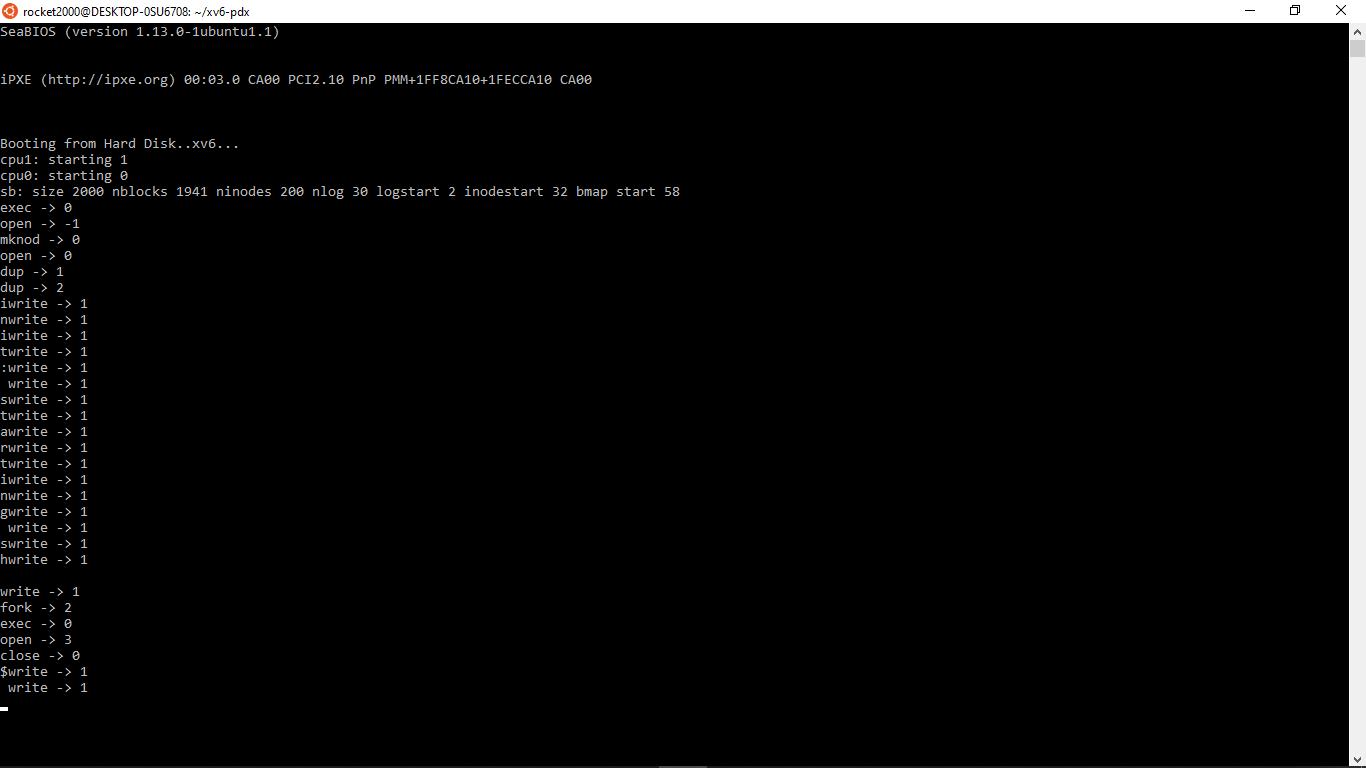 rocket2000@DESKTOP-0SU6708: ~/xv6-pdx
SeaBIOS (version 1.13.0-1ubuntu1.1)
iPXE (http://ipxe.org) 00:03.0 CA00 PCI2.10 PnP PMM+1FF8CA10+1FECCA10 CA00
Booting from Hard Disk..xv6...
cpu1: starting 1
cpu0: starting 0
sb: size 2000 nblocks 1941 ninodes 200 nlog 30 logstart 2 inodestart 32 bmap start 58
exec -> 0
open -> -1
mknod -> 0
open -> 0
dup -> 1
dup -> 2
iwrite -> 1
nwrite -> 1
iwrite -> 1
twrite -> 1
:write -> 1
 write -> 1
swrite -> 1
twrite -> 1
awrite -> 1
rwrite -> 1
twrite -> 1
iwrite -> 1
nwrite -> 1
gwrite -> 1
 write -> 1
swrite -> 1
hwrite -> 1
write -> 1
fork -> 2
exec -> 0
open -> 3
close -> 0
$write -> 1
 write -> 1